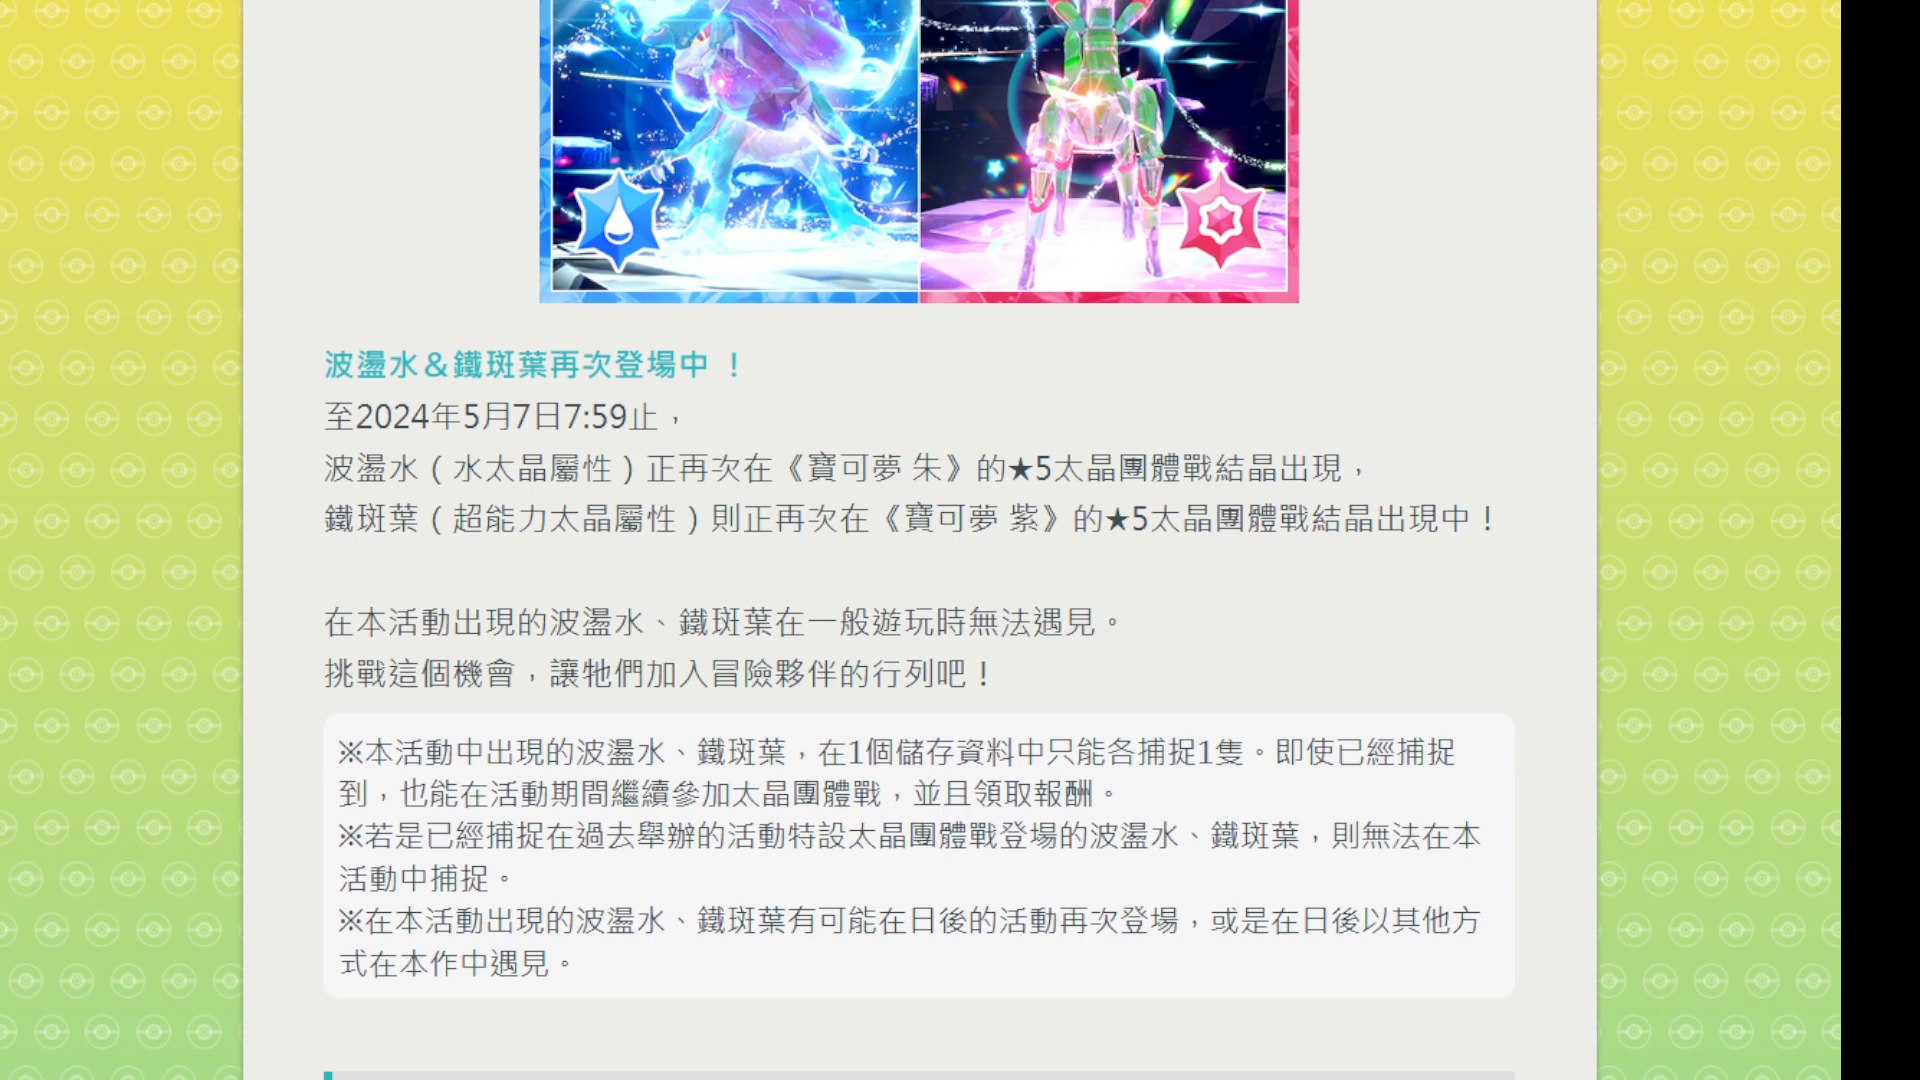 波盪水＆鐵斑葉再次登場中 ！
至2024年5月7日7:59止，
波盪水（水太晶屬性）正再次在《寶可夢 朱》的★5太晶團體戰結晶出現，
鐵斑葉（超能力太晶屬性）則正再次在《寶可夢 紫》的★5太晶團體戰結晶出現中！
在本活動出現的波盪水、鐵斑葉在一般遊玩時無法遇見。
挑戰這個機會，讓牠們加入冒險夥伴的行列吧！
※本活動中出現的波盪水、鐵斑葉，在1個儲存資料中只能各捕捉1隻。即使已經捕捉
到，也能在活動期間繼續參加太晶團體戰，並且領取報酬。
※若是已經捕捉在過去舉辦的活動特設太晶團體戰登場的波盪水、鐵斑葉，則無法在本
活動中捕捉。
※在本活動出現的波盪水、鐵斑葉有可能在日後的活動再次登場，或是在日後以其他方
式在本作中遇見。